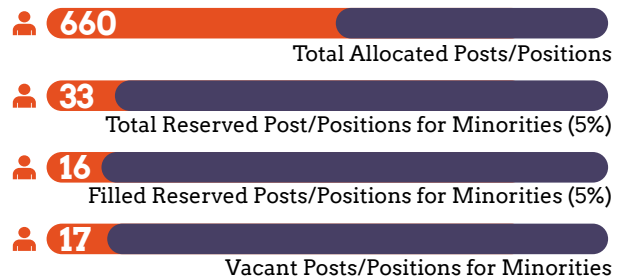 660
Total Allocated Posts/Positions
33
Total Reserved Post/Positions for Minorities (5%)
16
Filled Reserved Posts/Positions for Minorities (5%)
17
Vacant Posts/Positions for Minorities